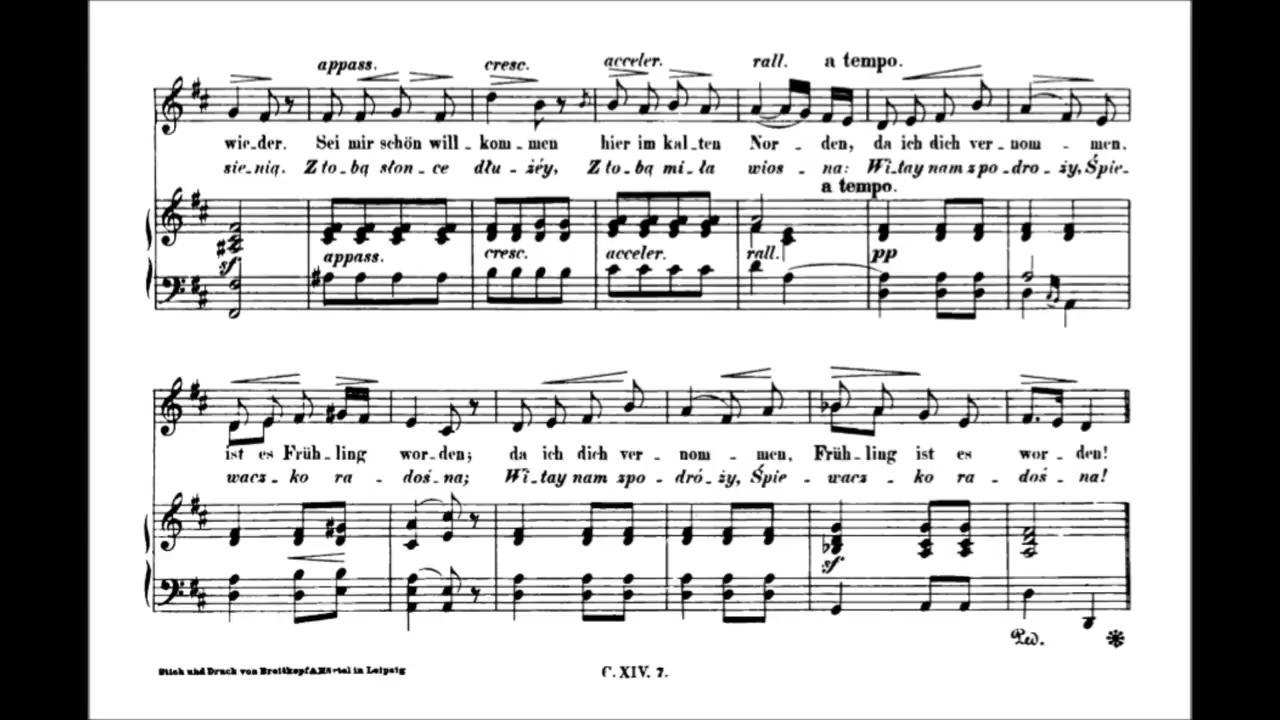 appass. cresc. acceler. rall. a tempo.
wie-der. Sei mir schön will-kom-men hier im kal-ten Nor-den, da ich dich ver-nom-men.
sie-nią. Z to-bą słon-ce dłu-żéy, Z to-bą mi-ła wios-na: Wi-tay nam z po-dro-ży, Śpie-
a tempo.
sf appass. cresc. acceler. rall. pp
ist es Früh-ling wor-den; da ich dich ver-nom-men, Früh-ling ist es wor-den!
wacz-ko ra-doś-na; Wi-tay nam z po-dró-ży, Śpie-wacz-ko ra-doś-na!
sf
Ped.
Stich und Druck von Breitkopf & Härtel in Leipzig C. XIV. 7.